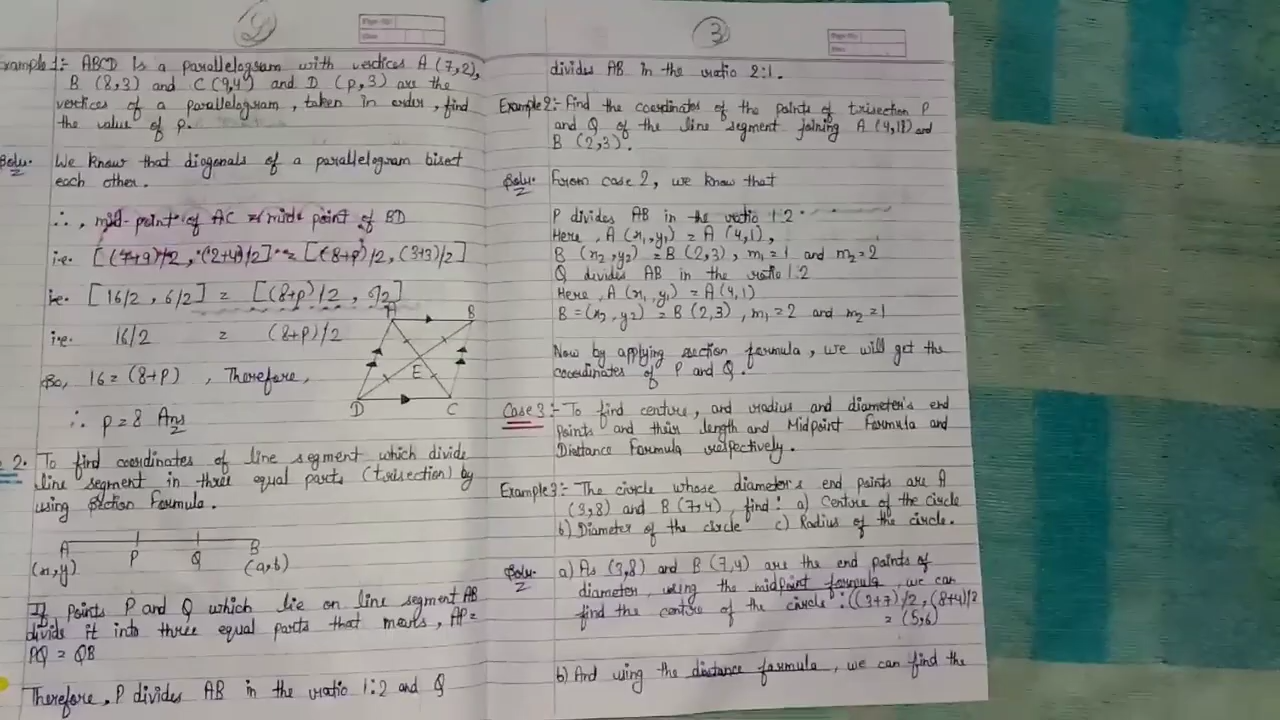 2
Page No:
Date
Example 1:- ABCD is a parallelogram with vertices A (7,2),
B (8,3) and C(9,4) and D (p,3) are the
vertices of a parallelogram, taken in order, find
the value of p.
Solu. We know that diagonals of a parallelogram bisect
each other.
∴, mid-point of AC = mid point of BD
i.e. [(7+9)/2, (2+4)/2] = [(8+p)/2, (3+3)/2]
i.e. [16/2, 6/2] = [(8+p)/2, 6/2]
i.e. 16/2 = (8+p)/2
So, 16 = (8+p), Therefore,
∴ p=8 Ans
A B
E
D C
2. To find coordinates of line segment which divide
line segment in three equal parts (trisection) by
using Section Formula.
A P Q B
(x,y) (a,b)
If points P and Q which lie on line segment AB
divide it into three equal parts that means, AP=
PQ = QB
Therefore, P divides AB in the ratio 1:2 and Q
3
Page No:
Date
divides AB in the ratio 2:1.
Example 2:- Find the coordinates of the points of trisection P
and Q of the line segment joining A (4,1) and
B (2,3).
Solu. From case 2, we know that
P divides AB in the ratio 1:2
Here, A (x₁,y₁) = A (4,1),
B (x₂,y₂) = B (2,3), m₁=1 and m₂=2
Q divides AB in the ratio 1:2
Here, A (x₁, y₁) = A(4,1)
B = (x₂, y₂) = B (2,3), m₁=2 and m₂=1
Now by applying section formula, we will get the
coordinates of P and Q.
Case 3:- To find centure, and radius and diameter's end
points and their length and Midpoint Formula and
Distance Formula respectively.
Example 3:- The circle whose diameter's end points are A
(3,8) and B (7,4), find: a) Centure of the circle
b) Diameter of the circle c) Radius of the circle.
Solu. a) As (3,8) and B (7,4) are the end points of
diameter, using the midpoint formula, we can
find the centure of the circle: ((3+7)/2, (8+4)/2
= (5,6)
b) And using the distance formula, we can find the